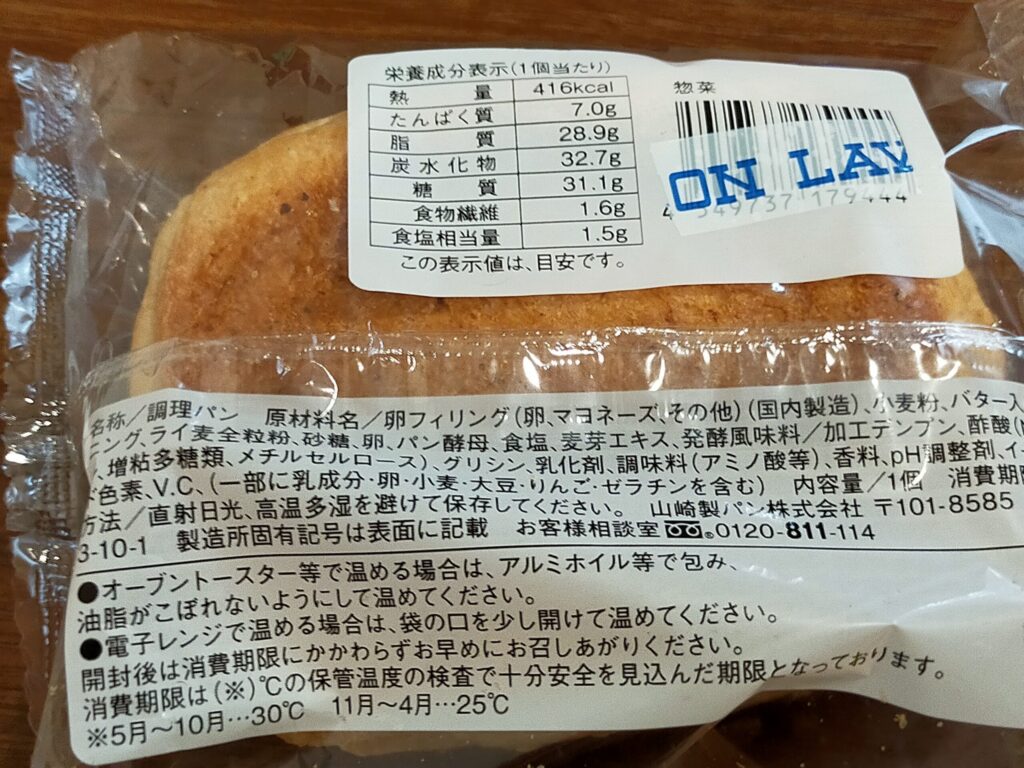 栄養成分表示(1個当たり)
熱量 416kcal
たんぱく質 7.0g
脂質 28.9g
炭水化物 32.7g
糖質 31.1g
食物繊維 1.6g
食塩相当量 1.5g
この表示値は、目安です。
惣菜
ON LAW
4 549737 179444
名称/調理パン 原材料名/卵フィリング(卵、マヨネーズ、その他)(国内製造)、小麦粉、バター入
ニング、ライ麦全粒粉、砂糖、卵、パン酵母、食塩、麦芽エキス、発酵風味料/加工デンプン、酢酸
、増粘多糖類、メチルセルロース)、グリシン、乳化剤、調味料(アミノ酸等)、香料、pH調整剤、イー
ド色素、V.C、(一部に乳成分・卵・小麦・大豆・りんご・ゼラチンを含む) 内容量/1個 消費期限
方法/直射日光、高温多湿を避けて保存してください。 山崎製パン株式会社 〒101-8585
3-10-1 製造所固有記号は表面に記載 お客様相談室 0120-811-114
●オーブントースター等で温める場合は、アルミホイル等で包み、
油脂がこぼれないようにして温めてください。
●電子レンジで温める場合は、袋の口を少し開けて温めてください。
開封後は消費期限にかかわらずお早めにお召しあがりください。
消費期限は(※)℃の保管温度の検査で十分安全を見込んだ期限となっております。
※5月〜10月…30℃ 11月〜4月…25℃